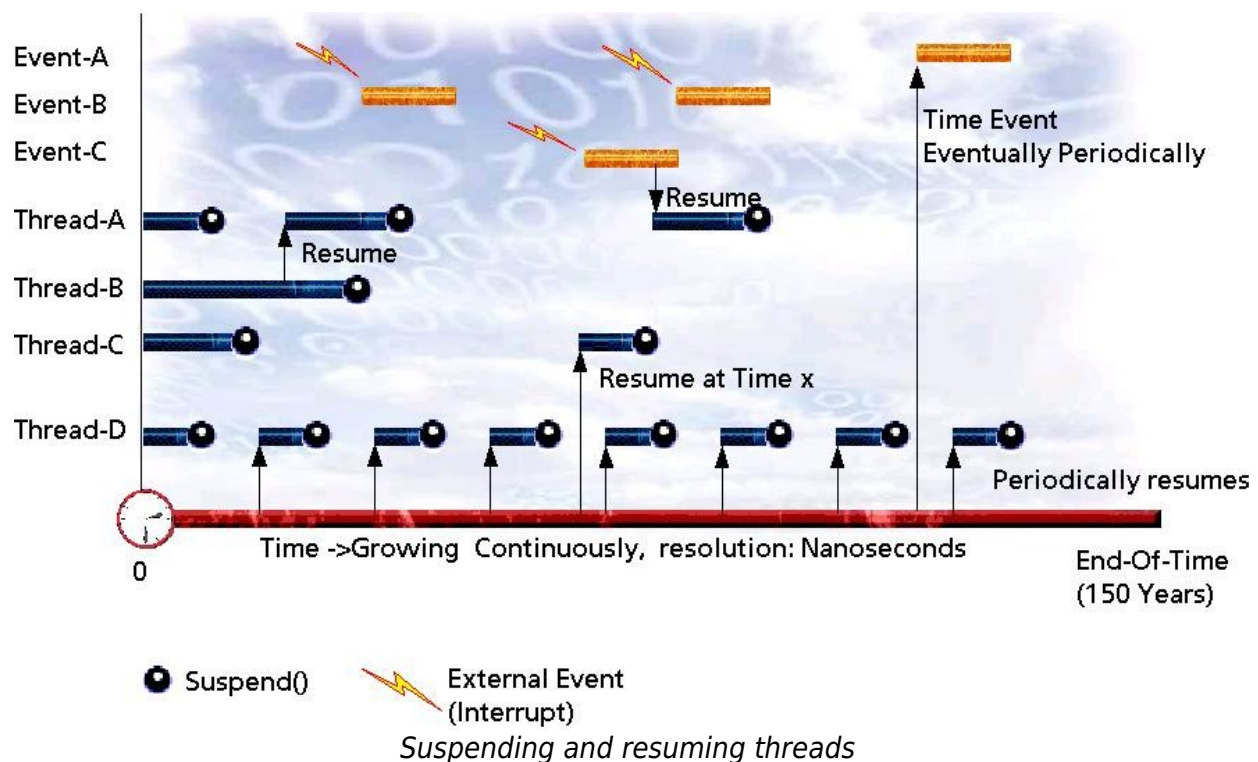 Event-A
Event-B
Event-C
Time Event
Eventually Periodically
Thread-A
Resume
Resume
Thread-B
Thread-C
Resume at Time x
Thread-D
Periodically resumes
Time ->Growing Continuously, resolution: Nanoseconds
0
End-Of-Time
(150 Years)
Suspend()
External Event
(Interrupt)
Suspending and resuming threads